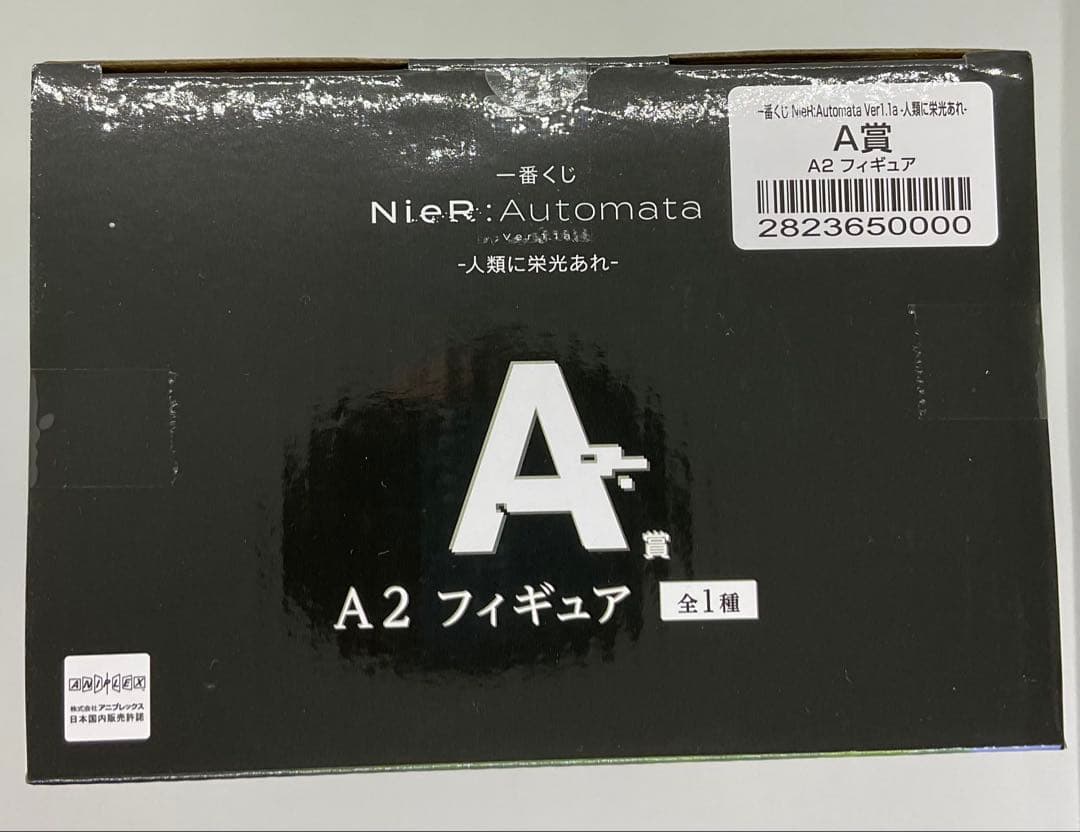 一番くじ NieR:Automata Ver1.1a -人類に栄光あれ-
A賞
A2 フィギュア
2823650000
一番くじ
NieR:Automata
Ver1.1a
-人類に栄光あれ-
A賞
A2 フィギュア 全1種
ANIPLEX
株式会社アニプレックス
日本国内販売許諾